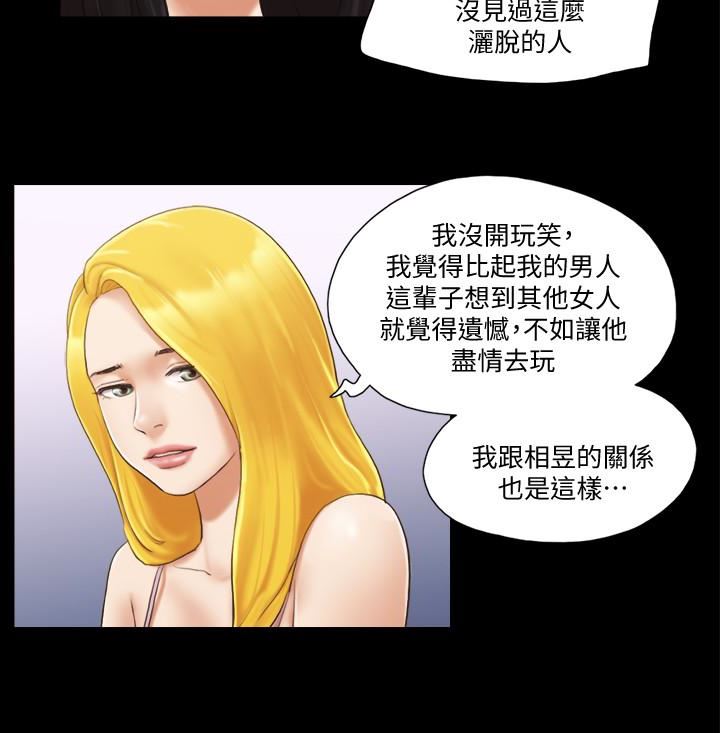 沒見過這麼
灑脫的人
我沒開玩笑,
我覺得比起我的男人
這輩子想到其他女人
就覺得遺憾,不如讓他
盡情去玩
我跟相昱的關係
也是這樣…